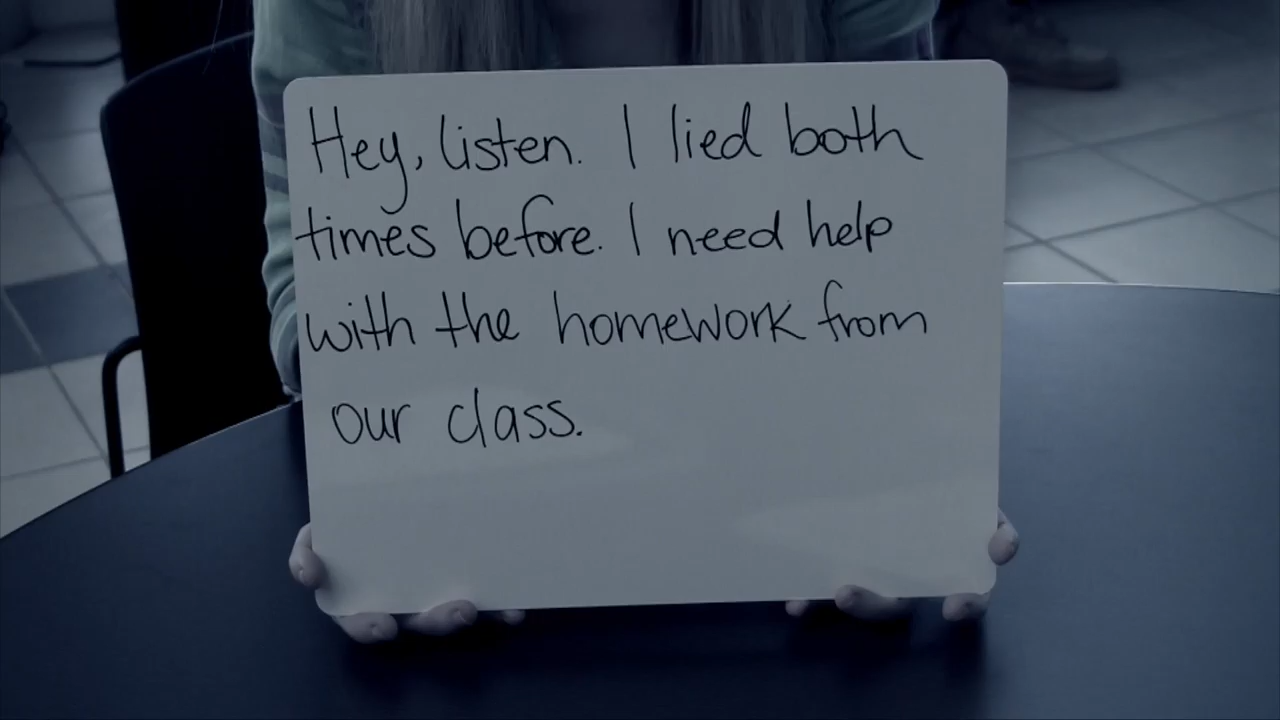 Hey, listen. I lied both
times before. I need help
with the homework from
our class.